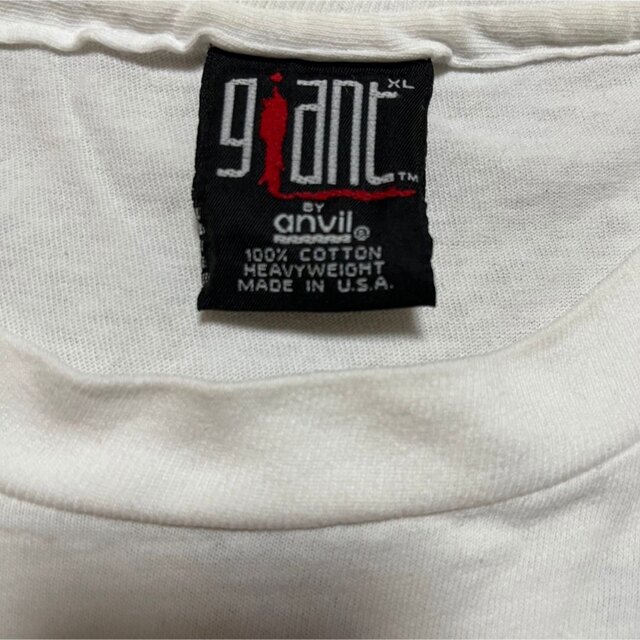 giant XL TM
BY
anvil ®
100% COTTON
HEAVYWEIGHT
MADE IN U.S.A.